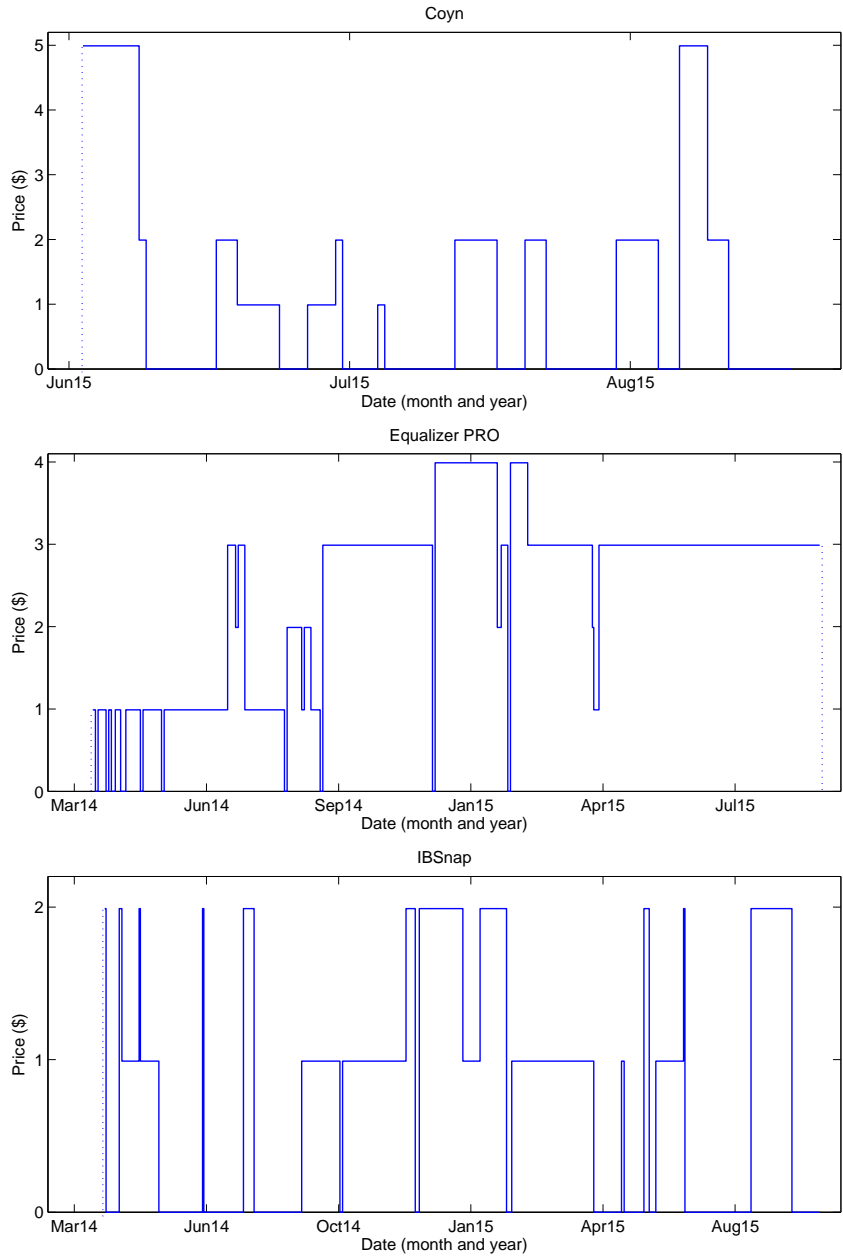 Coyn
5
4
3
2
1
0
Price ($)
Jun15 Jul15 Aug15
Date (month and year)
Equalizer PRO
4
3
2
1
0
Price ($)
Mar14 Jun14 Sep14 Jan15 Apr15 Jul15
Date (month and year)
IBSnap
2
1
0
Price ($)
Mar14 Jun14 Oct14 Jan15 Apr15 Aug15
Date (month and year)